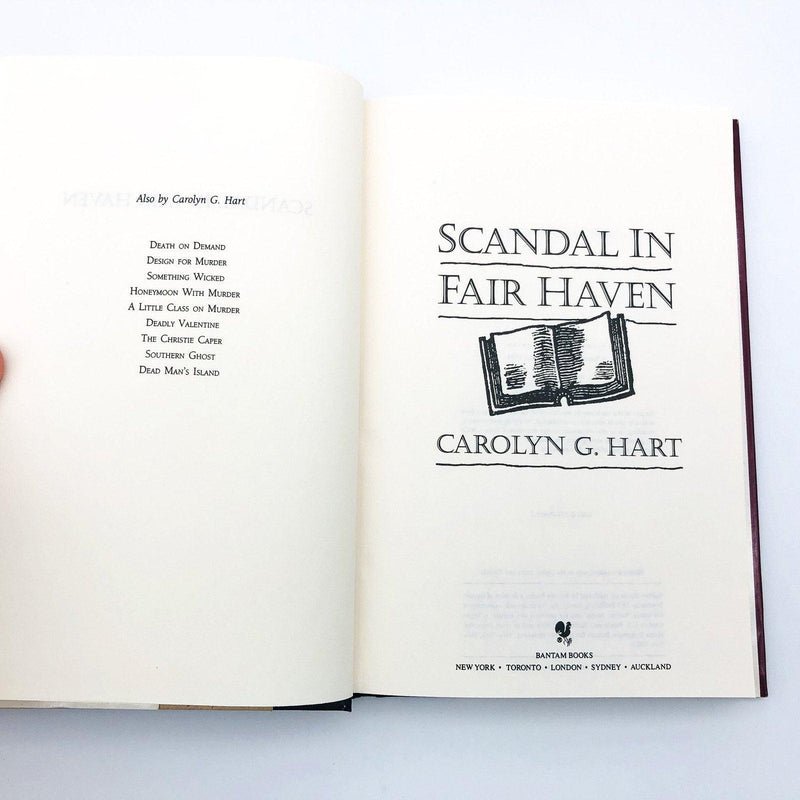 Also by Carolyn G. Hart
Death on Demand
Design for Murder
Something Wicked
Honeymoon With Murder
A Little Class on Murder
Deadly Valentine
The Christie Caper
Southern Ghost
Dead Man's Island
SCANDAL IN
FAIR HAVEN
CAROLYN G. HART
BANTAM BOOKS
NEW YORK • TORONTO • LONDON • SYDNEY • AUCKLAND